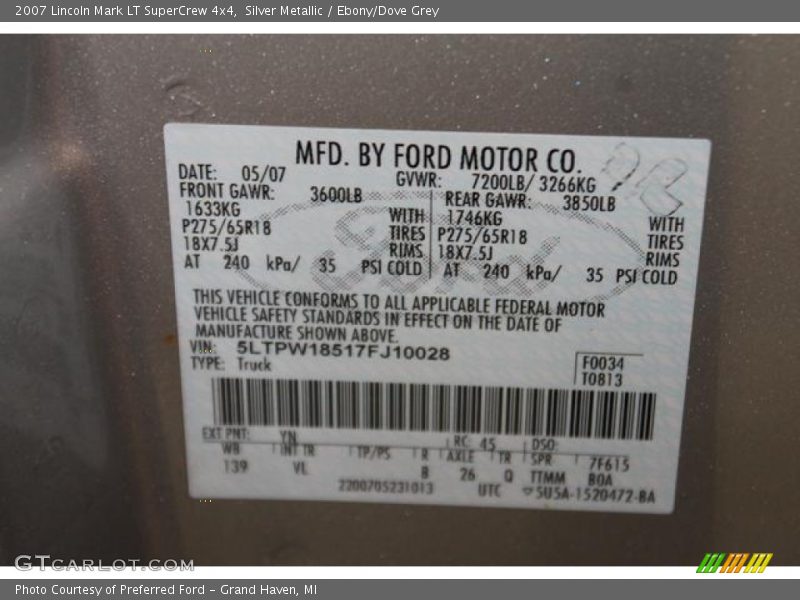 2007 Lincoln Mark LT SuperCrew 4x4, Silver Metallic / Ebony/Dove Grey
MFD. BY FORD MOTOR CO.
DATE: 05/07 GVWR: 7200LB/ 3266KG
FRONT GAWR: 3600LB REAR GAWR: 3850LB
1633KG WITH 1746KG WITH
P275/65R18 TIRES P275/65R18 TIRES
18X7.5J RIMS 18X7.5J RIMS
AT 240 kPa/ 35 PSI COLD AT 240 kPa/ 35 PSI COLD
THIS VEHICLE CONFORMS TO ALL APPLICABLE FEDERAL MOTOR
VEHICLE SAFETY STANDARDS IN EFFECT ON THE DATE OF
MANUFACTURE SHOWN ABOVE.
VIN: 5LTPW18517FJ10028
TYPE: Truck
F0034
T0813
EXT PNT: YN RC: 45 DSO:
WB INT TR TP/PS R AXLE TR SPR 7F615
139 VL B 26 Q TTMM BOA
2200705231013 UTC 5U5A-1520472-BA
GTCARLOT.COM
Photo Courtesy of Preferred Ford – Grand Haven, MI